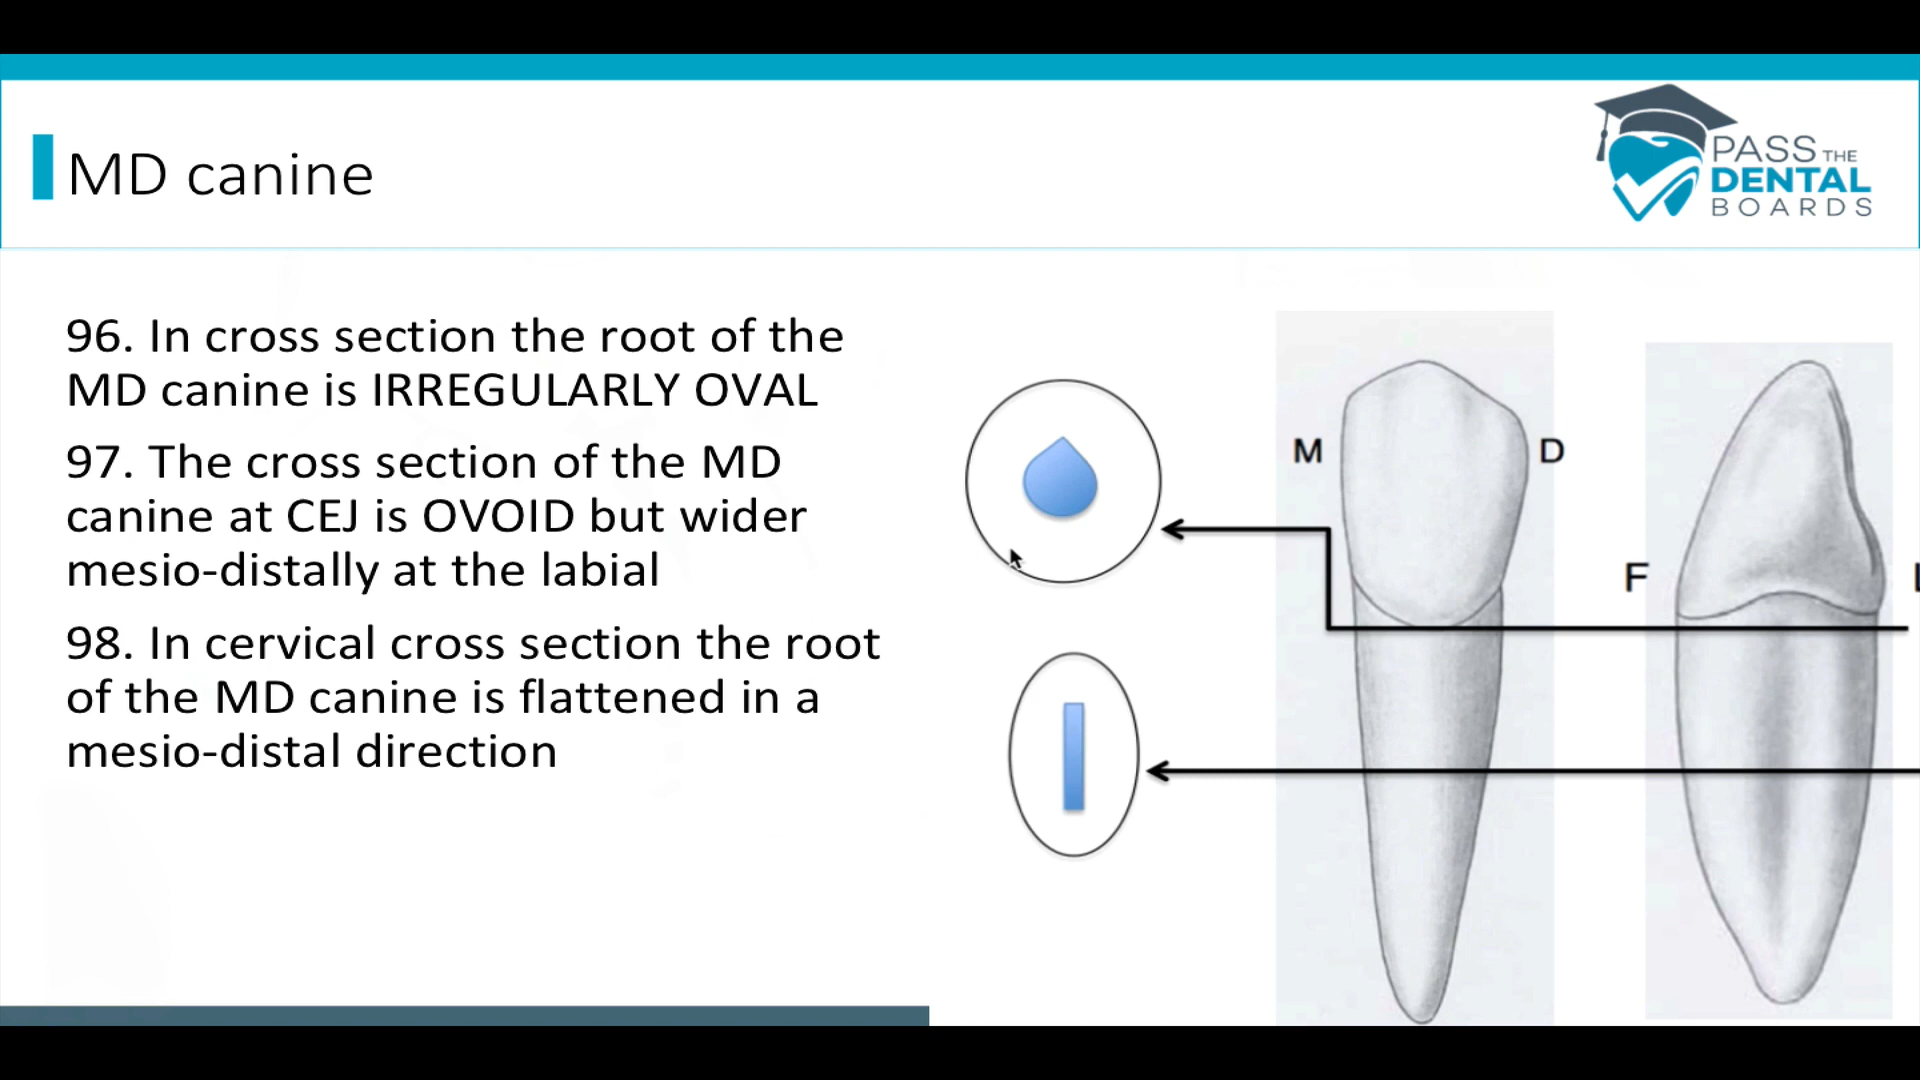 MD canine
PASS THE
DENTAL
BOARDS
96. In cross section the root of the
MD canine is IRREGULARLY OVAL
97. The cross section of the MD
canine at CEJ is OVOID but wider
mesio-distally at the labial
98. In cervical cross section the root
of the MD canine is flattened in a
mesio-distal direction
M
D
F